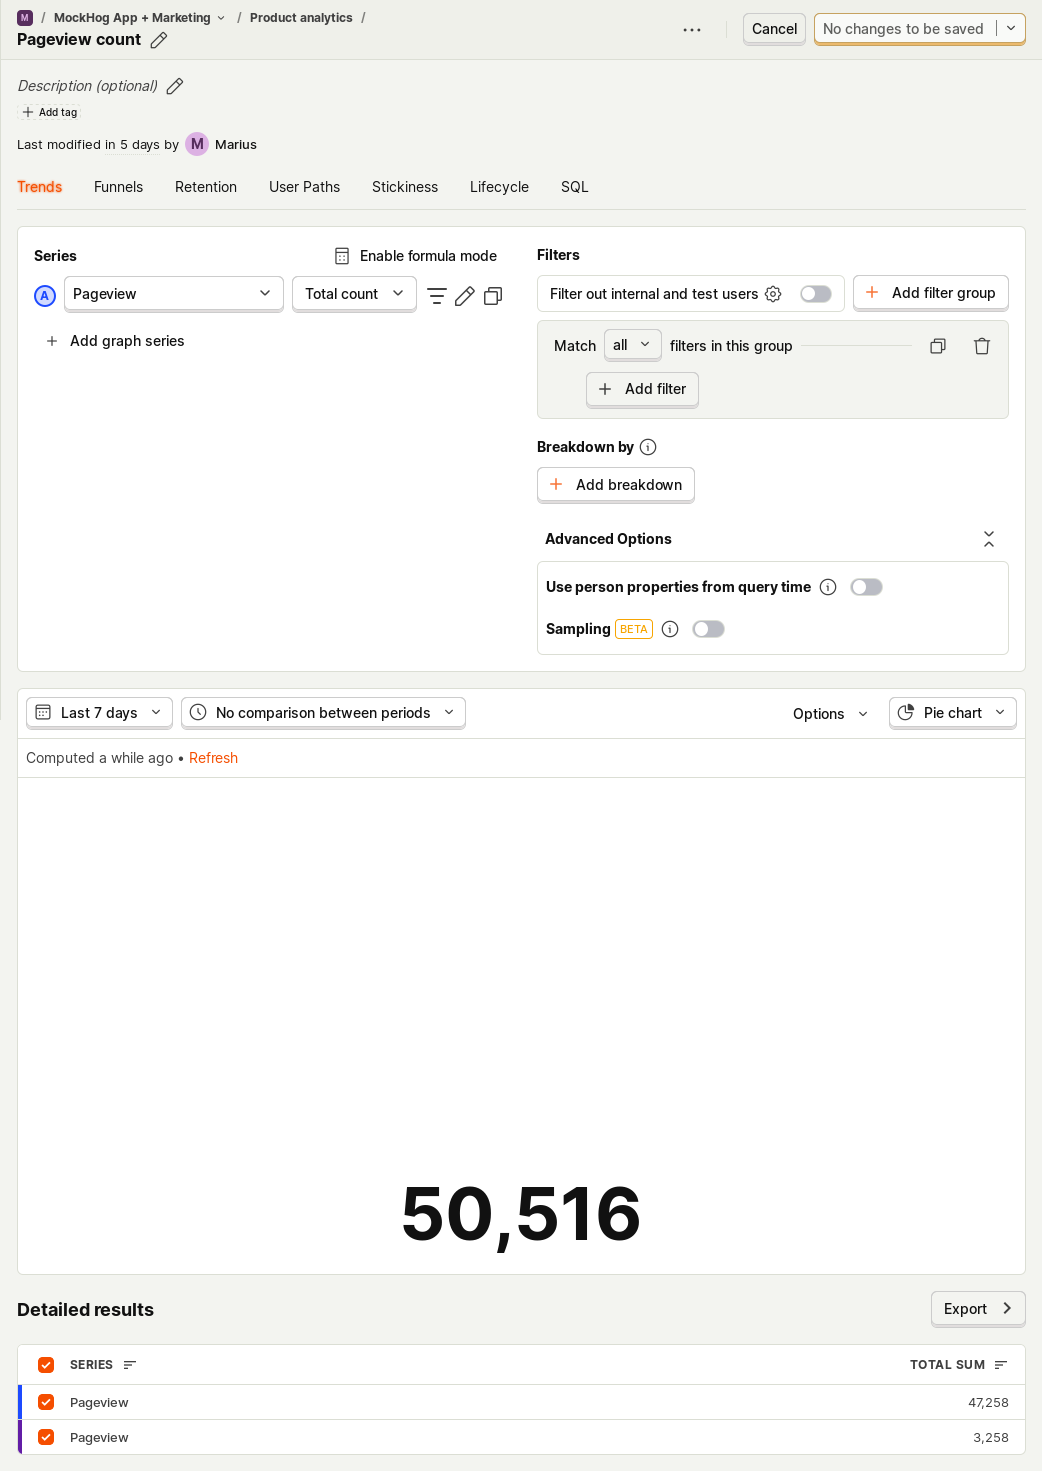 M / MockHog App + Marketing / Product analytics /
Pageview count
Cancel
No changes to be saved
Description (optional)
Add tag
Last modified in 5 days by M Marius
Trends Funnels Retention User Paths Stickiness Lifecycle SQL
Series
Enable formula mode
A Pageview Total count
Add graph series
Filters
Filter out internal and test users
Add filter group
Match all filters in this group
Add filter
Breakdown by
Add breakdown
Advanced Options
Use person properties from query time
Sampling BETA
Last 7 days No comparison between periods Options Pie chart
Computed a while ago • Refresh
50,516
Detailed results
Export
SERIES TOTAL SUM
Pageview 47,258
Pageview 3,258